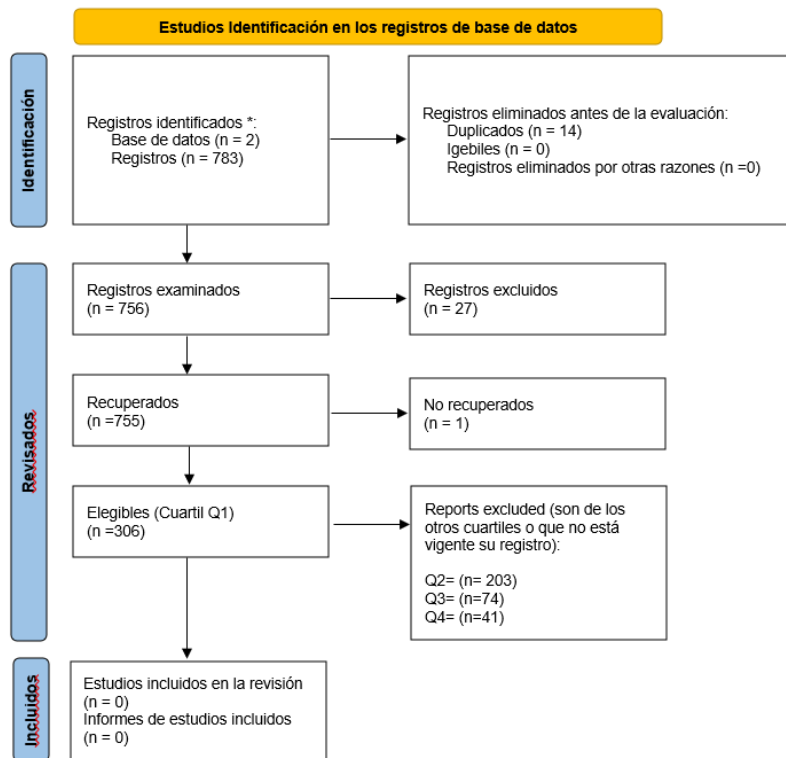 Estudios Identificación en los registros de base de datos
Identificación
Registros identificados *:
Base de datos (n = 2)
Registros (n = 783)
Registros eliminados antes de la evaluación:
Duplicados (n = 14)
Igebiles (n = 0)
Registros eliminados por otras razones (n =0)
Revisados
Registros examinados
(n = 756)
Registros excluidos
(n = 27)
Recuperados
(n =755)
No recuperados
(n = 1)
Elegibles (Cuartil Q1)
(n =306)
Reports excluded (son de los
otros cuartiles o que no está
vigente su registro):
Q2= (n= 203)
Q3= (n=74)
Q4= (n=41)
Incluidos
Estudios incluidos en la revisión
(n = 0)
Informes de estudios incluidos
(n = 0)